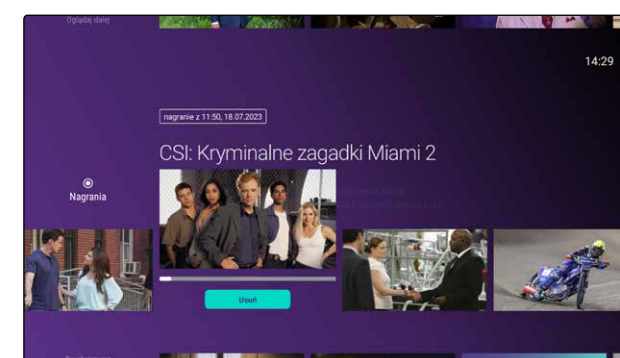 Oglądaj dalej
14:29
nagranie z 11:50, 18.07.2023
CSI: Kryminalne zagadki Miami 2
Nagrania
Usuń